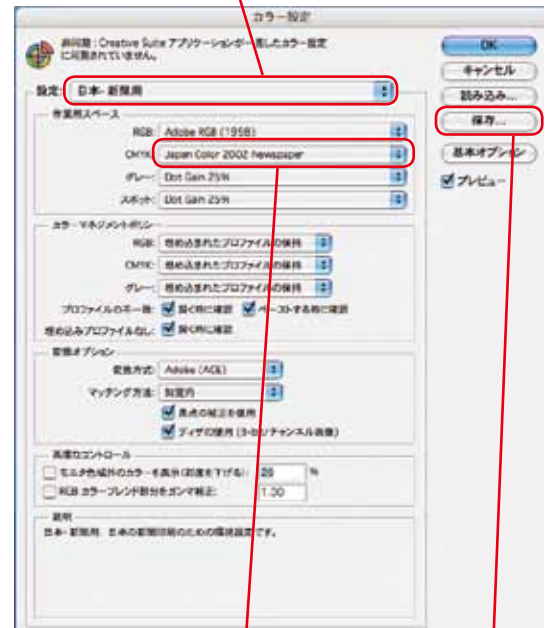 カラー設定
非同期：Creative Suite アプリケーションが一貫したカラー設定
に同期されていません。
OK
キャンセル
読み込み...
保存...
基本オプション
プレビュー
設定: 日本- 新聞用
作業用スペース
RGB: Adobe RGB (1998)
CMYK: Japan Color 2002 Newspaper
グレー: Dot Gain 25%
スポット: Dot Gain 25%
カラーマネジメントポリシー
RGB: 埋め込まれたプロファイルの保持
CMYK: 埋め込まれたプロファイルの保持
グレー: 埋め込まれたプロファイルの保持
プロファイルの不一致: 開く時に確認 ペーストする時に確認
埋め込みプロファイルなし: 開く時に確認
変換オプション
変換方式: Adobe (ACE)
マッチング方法: 知覚的
黒点の補正を使用
ディザの使用 (8-bit/チャンネル画像)
高度なコントロール
モニタ色域外のカラーを表示(彩度を下げる): 20 %
RGB カラーブレンド部分をガンマ補正: 1.00
説明
日本- 新聞用 日本の新聞印刷のための環境設定です。